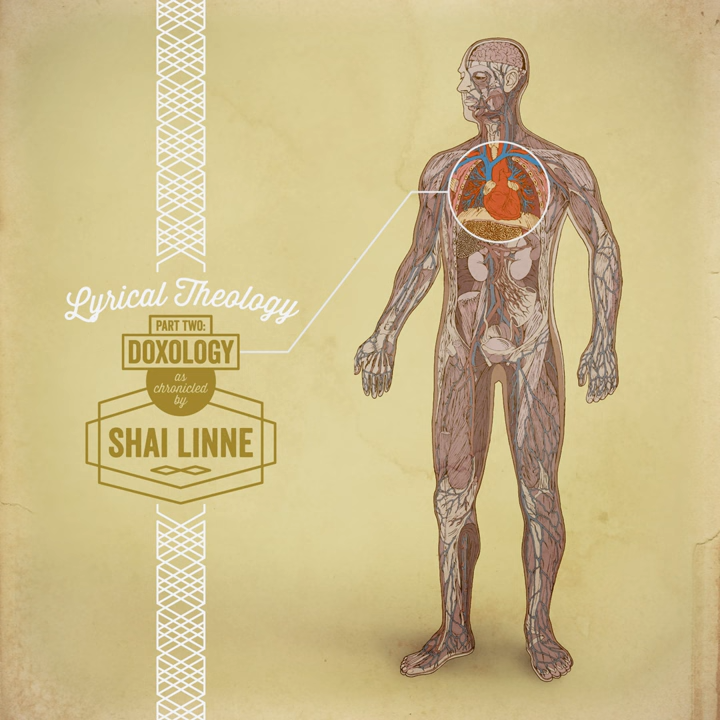 Lyrical Theology
PART TWO:
DOXOLOGY
as
chronicled
by
SHAI LINNE